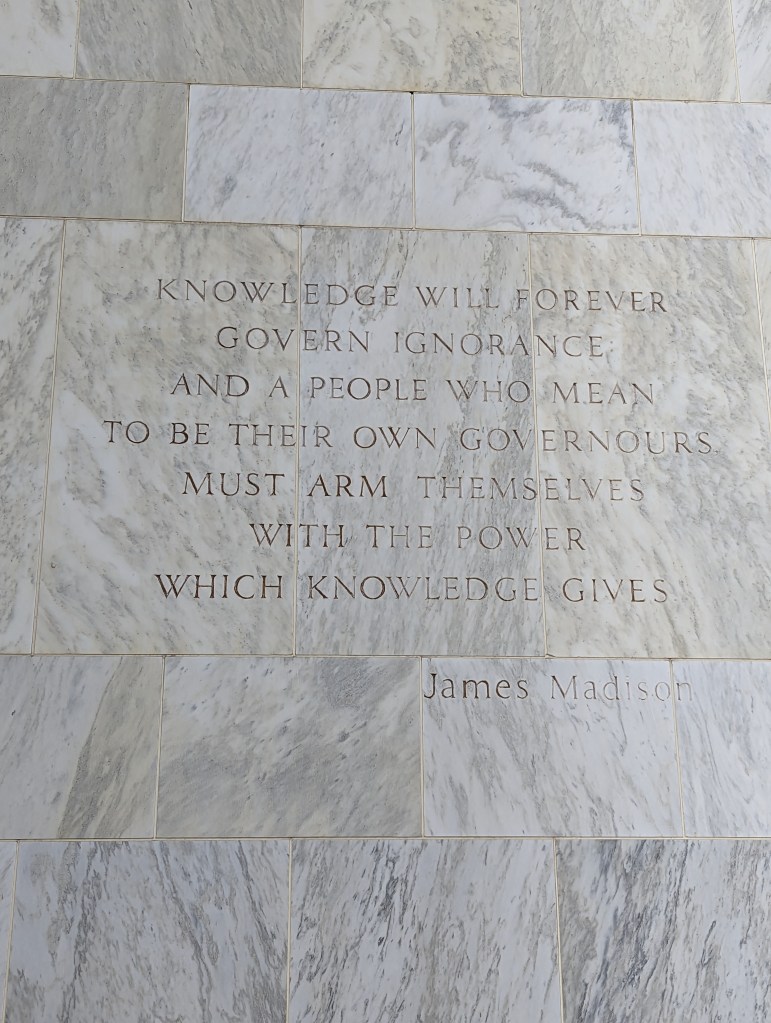 KNOWLEDGE WILL FOREVER
GOVERN IGNORANCE:
AND A PEOPLE WHO MEAN
TO BE THEIR OWN GOVERNOURS,
MUST ARM THEMSELVES
WITH THE POWER
WHICH KNOWLEDGE GIVES.
James Madison